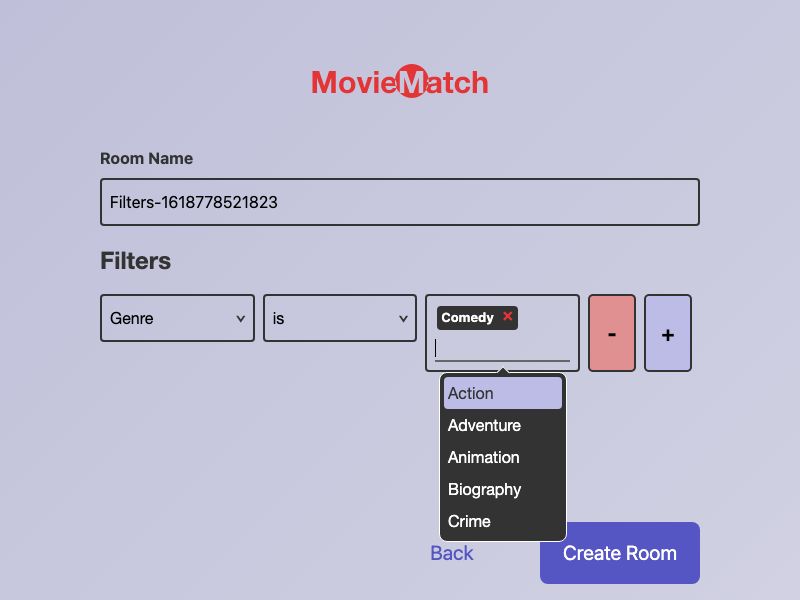 MovieMatch
Room Name
Filters-1618778521823
Filters
Genre
is
Comedy ×
-
+
Action
Adventure
Animation
Biography
Crime
Back
Create Room